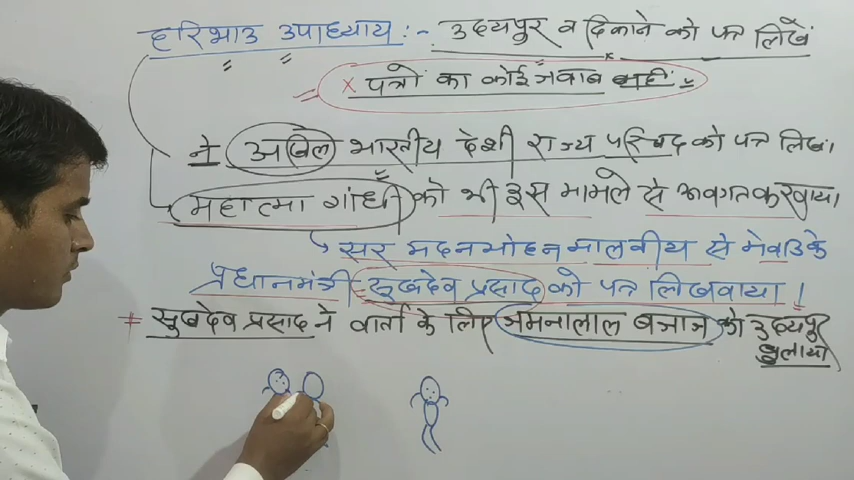 हरिभाउ उपाध्याय :- उदयपुर व ठिकाने को पत्र लिखें
x पत्रो का कोई जवाब नहीं
ने अखिल भारतीय देशी राज्य परिषद को पत्र लिखा
महात्मा गांधी को भी इस मामले से अवगत करवाया
सर मदनमोहन मालवीय से मेवाड के
प्रधानमंत्री सुखदेव प्रसाद को पत्र लिखवाया !
+ सुखदेव प्रसाद ने वार्ता के लिए जमनालाल बजाज को उदयपुर
बुलाया